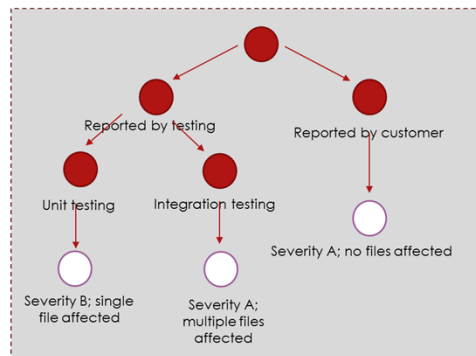 Reported by testing
Reported by customer
Unit testing
Integration testing
Severity A; no files affected
Severity B; single
file affected
Severity A;
multiple files
affected